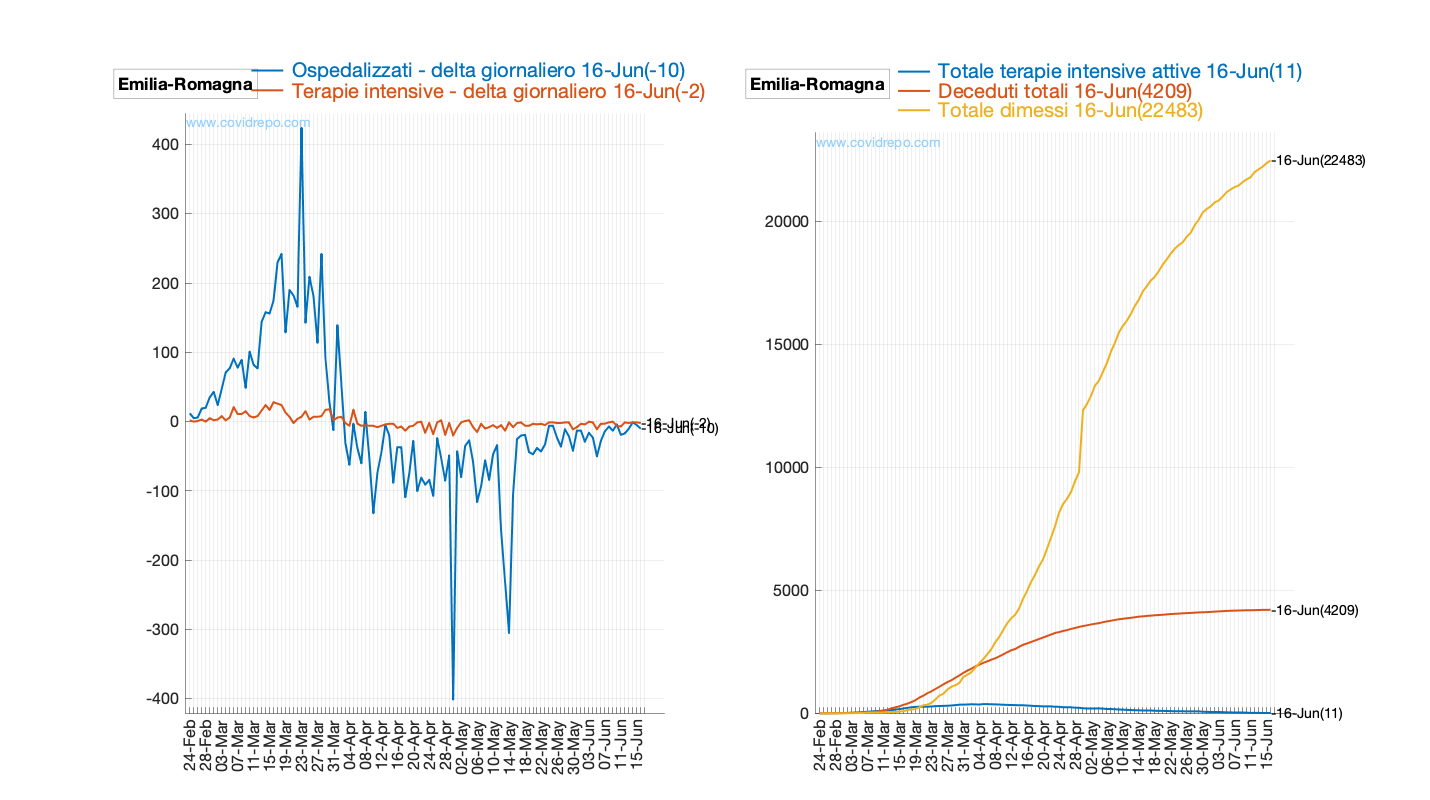 Emilia-Romagna
Ospedalizzati - delta giornaliero 16-Jun(-10)
Terapie intensive - delta giornaliero 16-Jun(-2)
www.covidrepo.com
400
300
200
100
0
-100
-200
-300
-400
-16-Jun(-2)
-16-Jun(-10)
24-Feb
28-Feb
03-Mar
07-Mar
11-Mar
15-Mar
19-Mar
23-Mar
27-Mar
31-Mar
04-Apr
08-Apr
12-Apr
16-Apr
20-Apr
24-Apr
28-Apr
02-May
06-May
10-May
14-May
18-May
22-May
26-May
30-May
03-Jun
07-Jun
11-Jun
15-Jun
Emilia-Romagna
Totale terapie intensive attive 16-Jun(11)
Deceduti totali 16-Jun(4209)
Totale dimessi 16-Jun(22483)
www.covidrepo.com
20000
15000
10000
5000
0
-16-Jun(22483)
-16-Jun(4209)
-16-Jun(11)
24-Feb
28-Feb
03-Mar
07-Mar
11-Mar
15-Mar
19-Mar
23-Mar
27-Mar
31-Mar
04-Apr
08-Apr
12-Apr
16-Apr
20-Apr
24-Apr
28-Apr
02-May
06-May
10-May
14-May
18-May
22-May
26-May
30-May
03-Jun
07-Jun
11-Jun
15-Jun